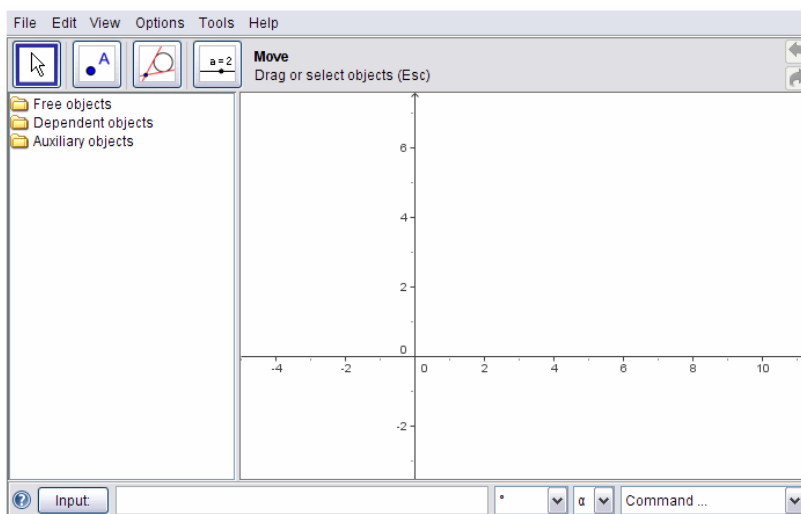 File Edit View Options Tools Help
A
a = 2
Move
Drag or select objects (Esc)
Free objects
Dependent objects
Auxiliary objects
6
4
2
0
-4 -2 0 2 4 6 8 10
-2
? Input: ° α Command ...